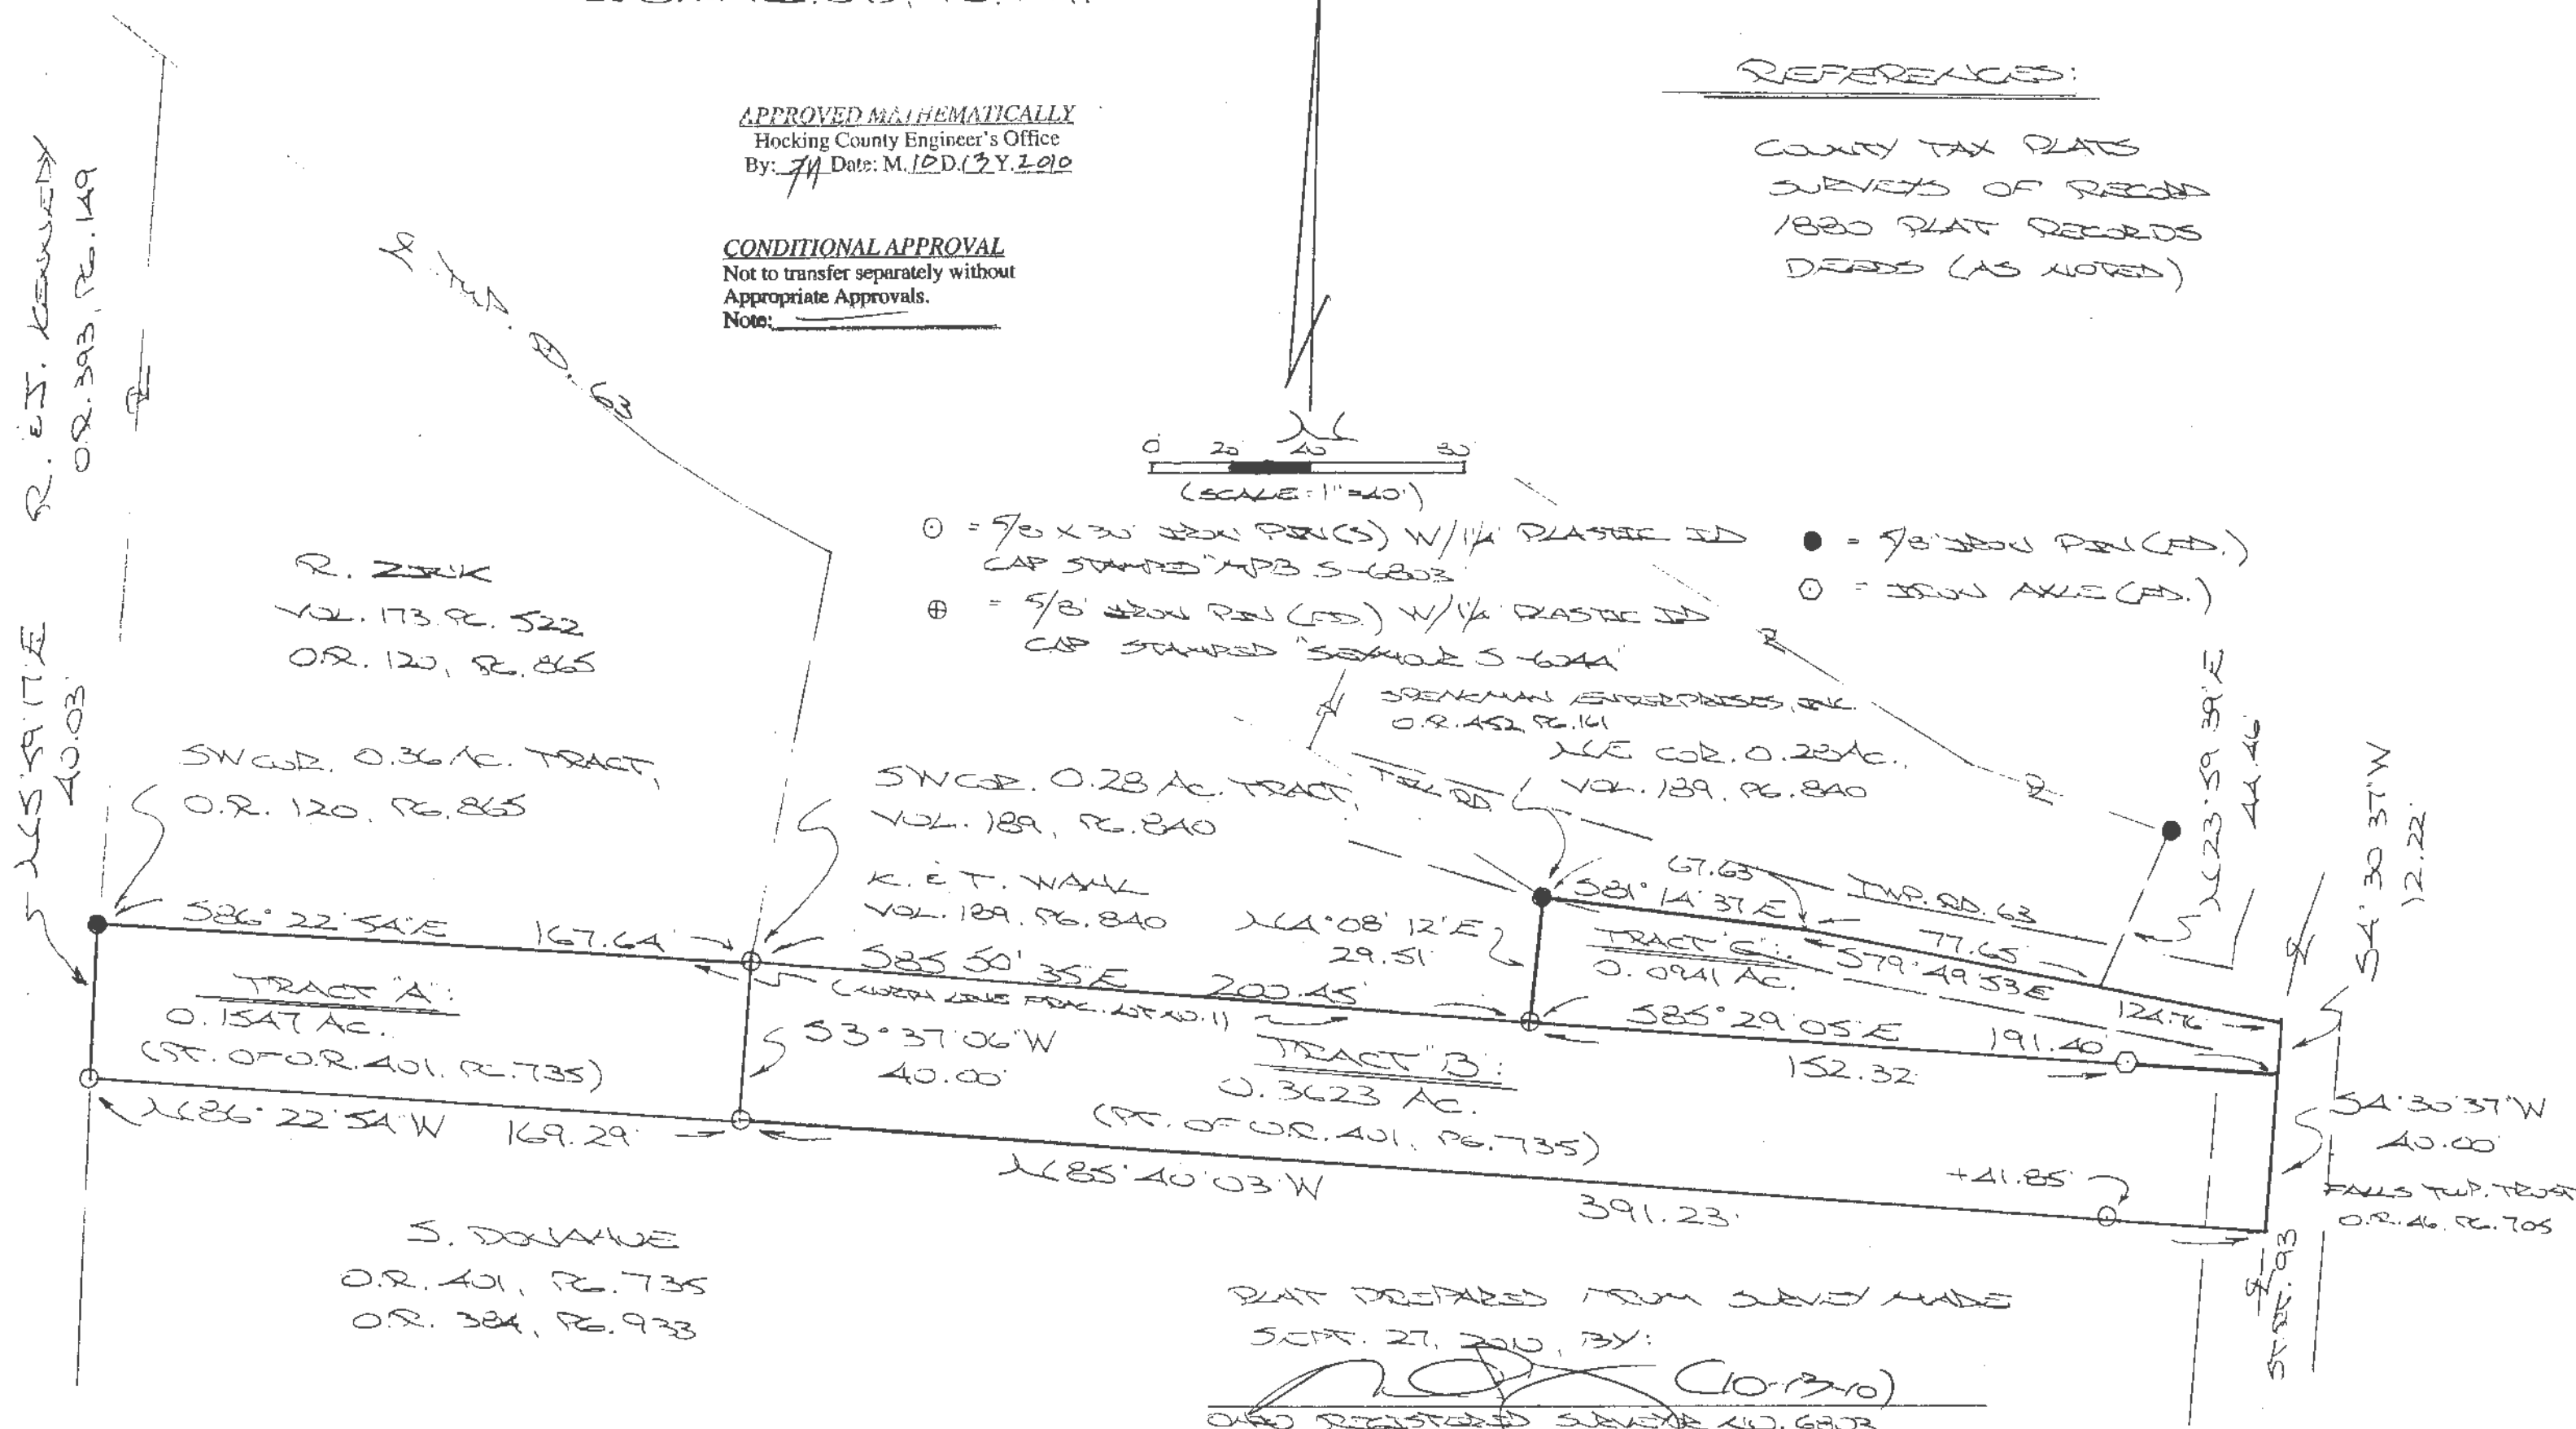 REFERENCES:
COUNTY TAX PLATS
SURVEYS OF RECORD
1880 PLAT RECORDS
DEEDS (AS NOTED)
APPROVED MATHEMATICALLY
Hocking County Engineer's Office
By: Date: M.10 D.13 Y.2010
CONDITIONAL APPROVAL
Not to transfer separately without
Appropriate Approvals.
Note:
R. & J. KENNEDY
O.R. 393, PG. 149
℄ TWP. RD. 63
0 20 40 80
(SCALE: 1"=40')
⊙ = 5/8 X 30" IRON PIN(S) W/1¼" PLASTIC ID
CAP STAMPED "MPB S-6803"
⊕ = 5/8" IRON PIN (FD.) W/1¼" PLASTIC ID
CAP STAMPED "SEYMOUR S-6044"
● = 5/8" IRON PIN (FD.)
= IRON AXLE (FD.)
R. ZIRK
VOL. 173, PG. 522
O.R. 120, PG. 865
N 5°59'17"E
40.03'
SW COR. 0.36 AC. TRACT,
O.R. 120, PG. 865
SW COR. 0.28 AC. TRACT,
VOL. 189, PG. 840
K. & T. WAHL
VOL. 189, PG. 840
SPENCMAN ENTERPRISES, INC.
O.R. 452, PG. 161
NE COR. 0.28 AC.,
VOL. 189, PG. 840
N 23°59'39"E
44.46'
S 4°30'37"W
12.22'
S 86°22'54"E 167.64'
S 85°50'35"E 200.45'
(NORTH LINE FRAC. LOT NO. 1)
N 4°08'12"E
29.51'
67.63'
S 81°14'37"E
TWP. RD. 63
77.65'
S 79°49'53"E
124.76'
TRACT "C":
0.0941 AC.
S 85°29'05"E 191.40'
152.32'
TRACT "A":
0.1547 AC.
(PT. OF O.R. 401, PG. 735)
S 3°37'06"W
40.00'
TRACT "B":
0.3623 AC.
(PT. OF O.R. 401, PG. 735)
N 86°22'54"W 169.29'
N 85°40'03"W
391.23'
+41.85'
S 4°30'37"W
40.00'
FALLS TWP. TRUST
O.R. 46, PG. 705
ST. RT. 93
S. DONAHUE
O.R. 401, PG. 735
O.R. 384, PG. 933
PLAT PREPARED FROM SURVEY MADE
SEPT. 27, 2010, BY:
(10-13-10)
OHIO REGISTERED SURVEYOR NO. 6803